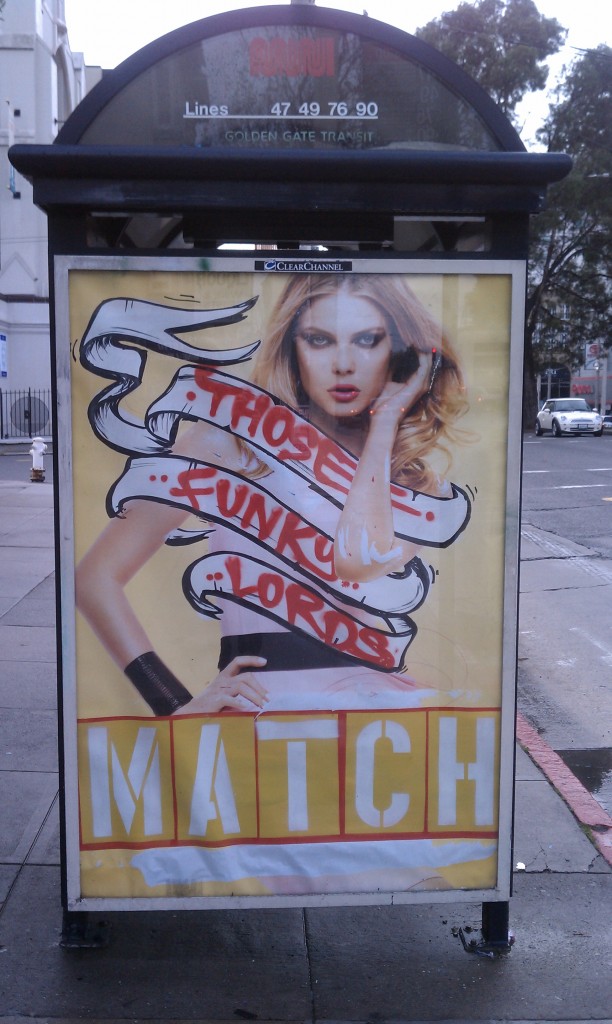 Lines 47 49 76 90
GOLDEN GATE TRANSIT
CLEARCHANNEL
THOSE
FUNKY
LORDS
MATCH